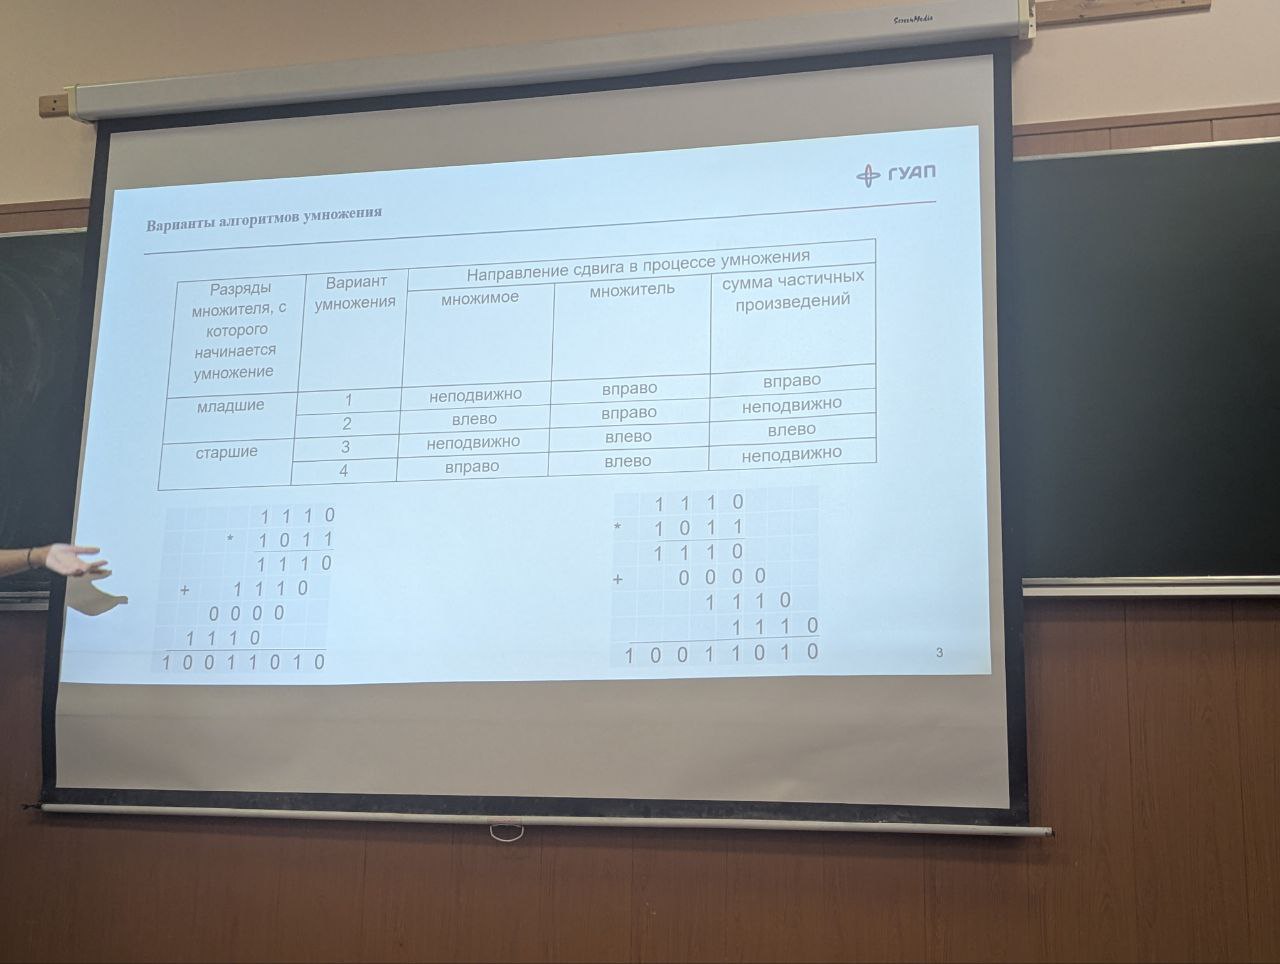 ScreenMedia
ГУАП
Варианты алгоритмов умножения
Разряды множителя, с которого начинается умножение
Вариант умножения
Направление сдвига в процессе умножения
множимое
множитель
сумма частичных произведений
младшие
1 неподвижно вправо вправо
2 влево вправо неподвижно
старшие
3 неподвижно влево влево
4 вправо влево неподвижно
1 1 1 0
* 1 0 1 1
1 1 1 0
+ 1 1 1 0
0 0 0 0
1 1 1 0
1 0 0 1 1 0 1 0
1 1 1 0
* 1 0 1 1
1 1 1 0
+ 0 0 0 0
1 1 1 0
1 1 1 0
1 0 0 1 1 0 1 0
3